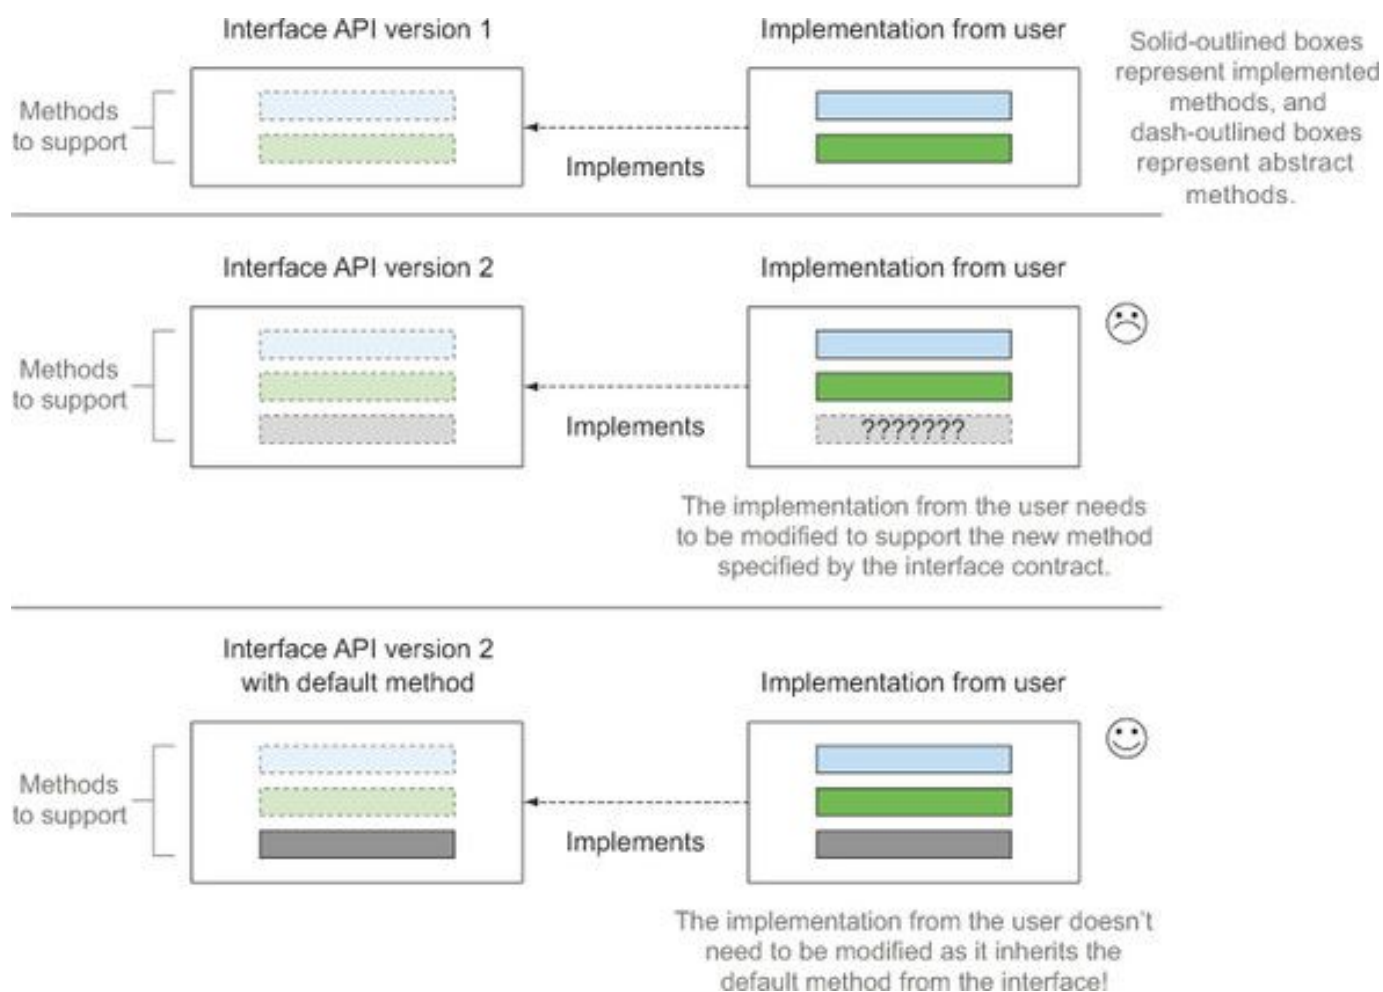 Interface API version 1
Implementation from user
Solid-outlined boxes
represent implemented
methods, and
dash-outlined boxes
represent abstract
methods.
Methods
to support
Implements
Interface API version 2
Implementation from user
Methods
to support
Implements
???????
The implementation from the user needs
to be modified to support the new method
specified by the interface contract.
Interface API version 2
with default method
Implementation from user
Methods
to support
Implements
The implementation from the user doesn't
need to be modified as it inherits the
default method from the interface!